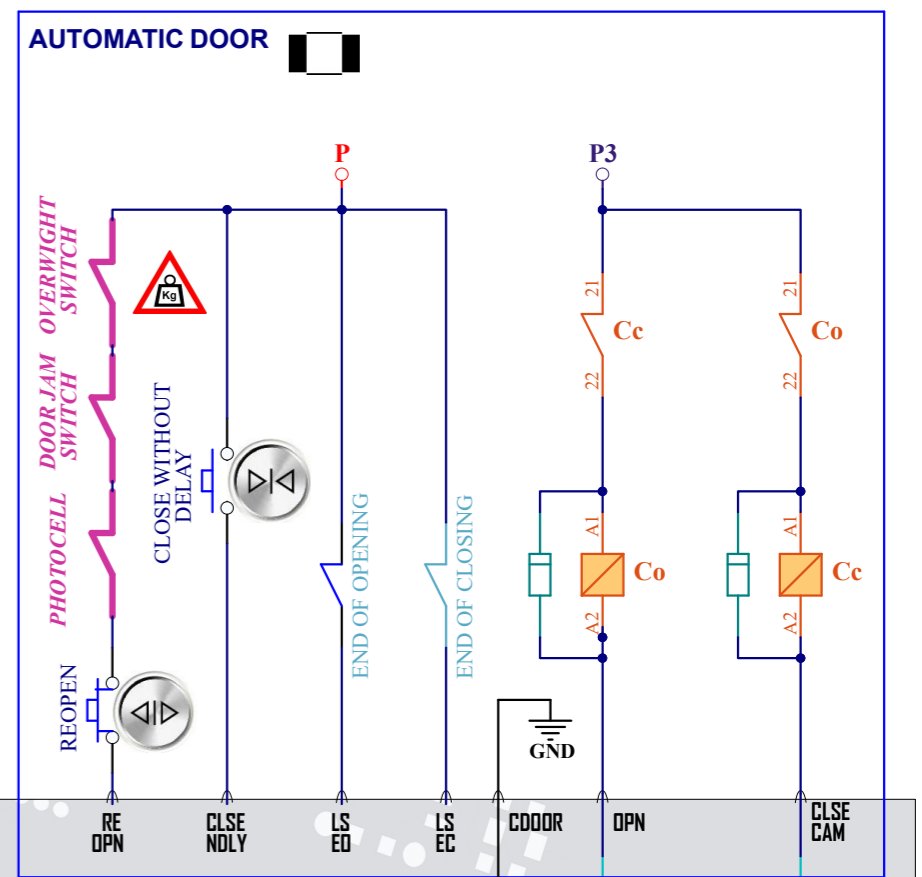 AUTOMATIC DOOR
P
P3
OVERWIGHT
SWITCH
Kg
DOOR JAM
SWITCH
PHOTOCELL
REOPEN
CLOSE WITHOUT
DELAY
END OF OPENING
END OF CLOSING
21
Cc
22
21
Co
22
A1
Co
A2
A1
Cc
A2
GND
RE
OPN
CLSE
NDLY
LS
EO
LS
EC
CDOOR
OPN
CLSE
CAM